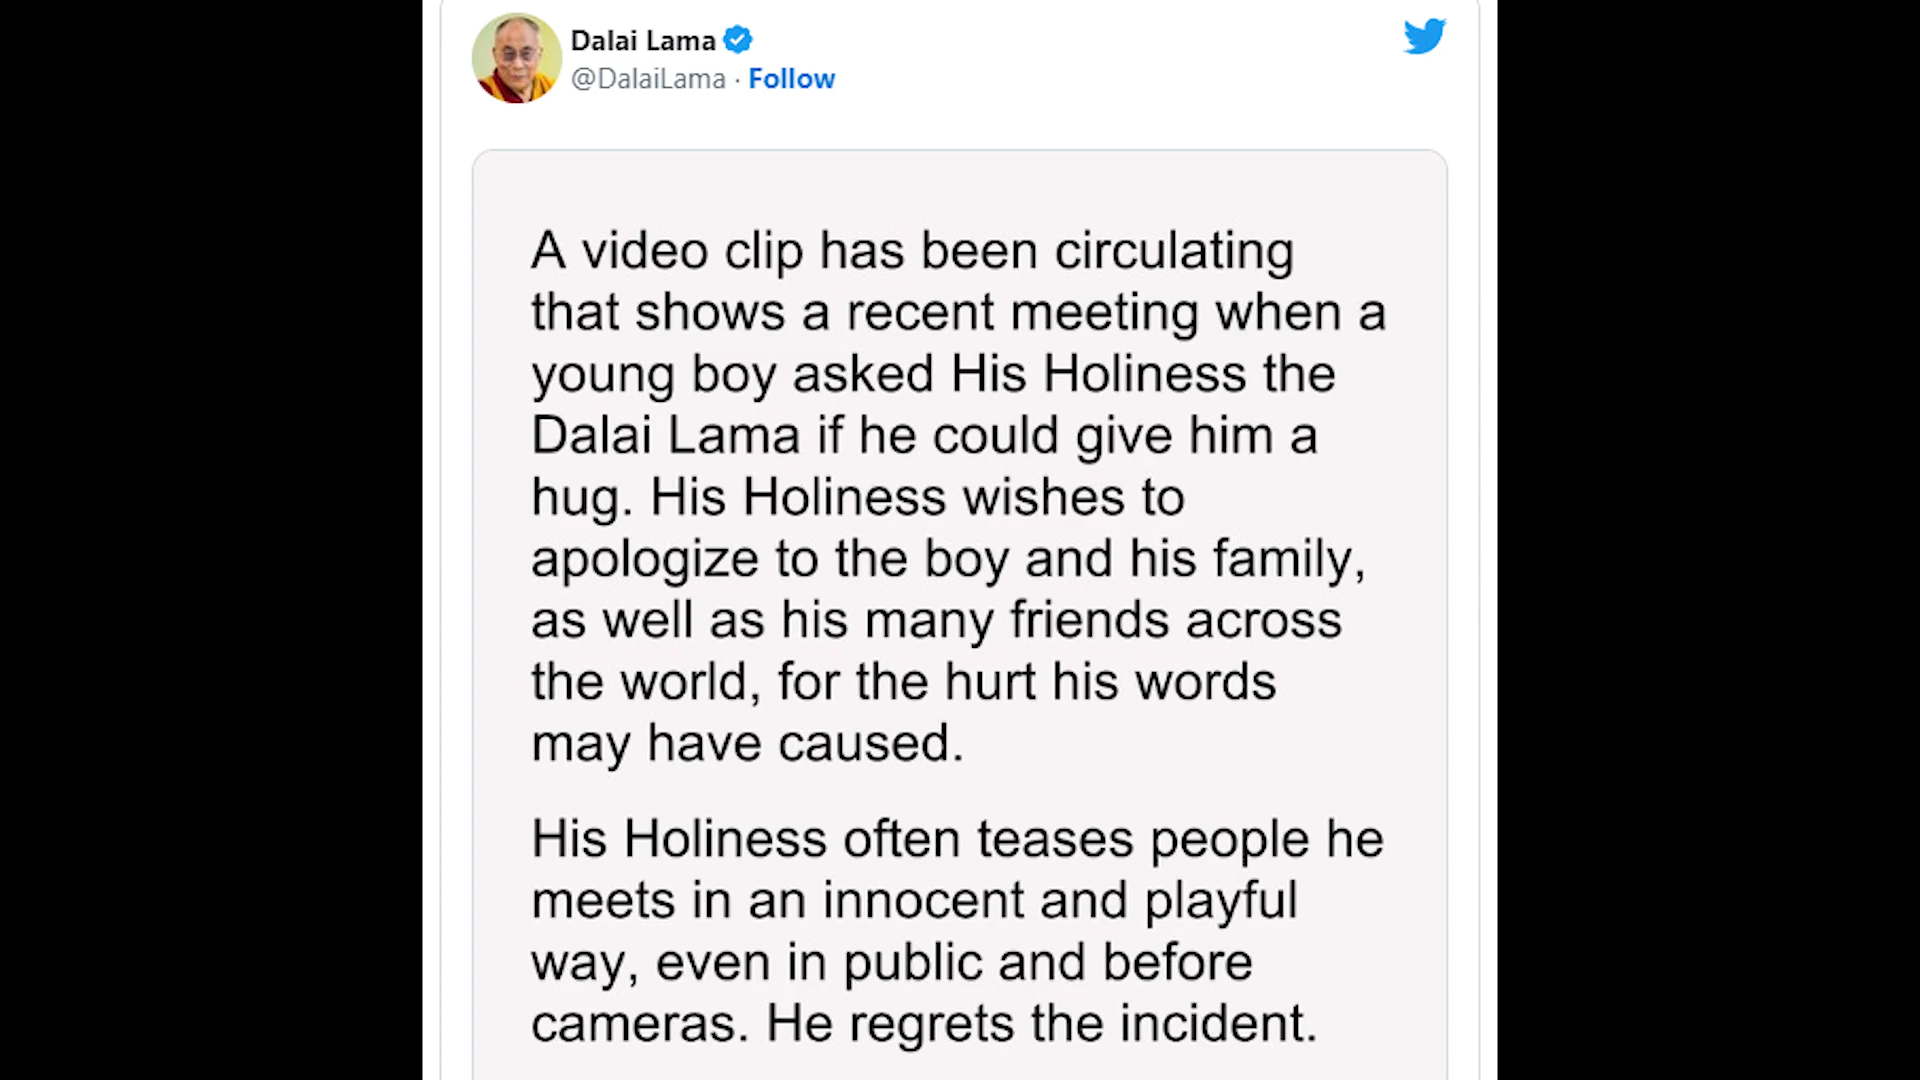 Dalai Lama
@DalaiLama · Follow
A video clip has been circulating
that shows a recent meeting when a
young boy asked His Holiness the
Dalai Lama if he could give him a
hug. His Holiness wishes to
apologize to the boy and his family,
as well as his many friends across
the world, for the hurt his words
may have caused.
His Holiness often teases people he
meets in an innocent and playful
way, even in public and before
cameras. He regrets the incident.